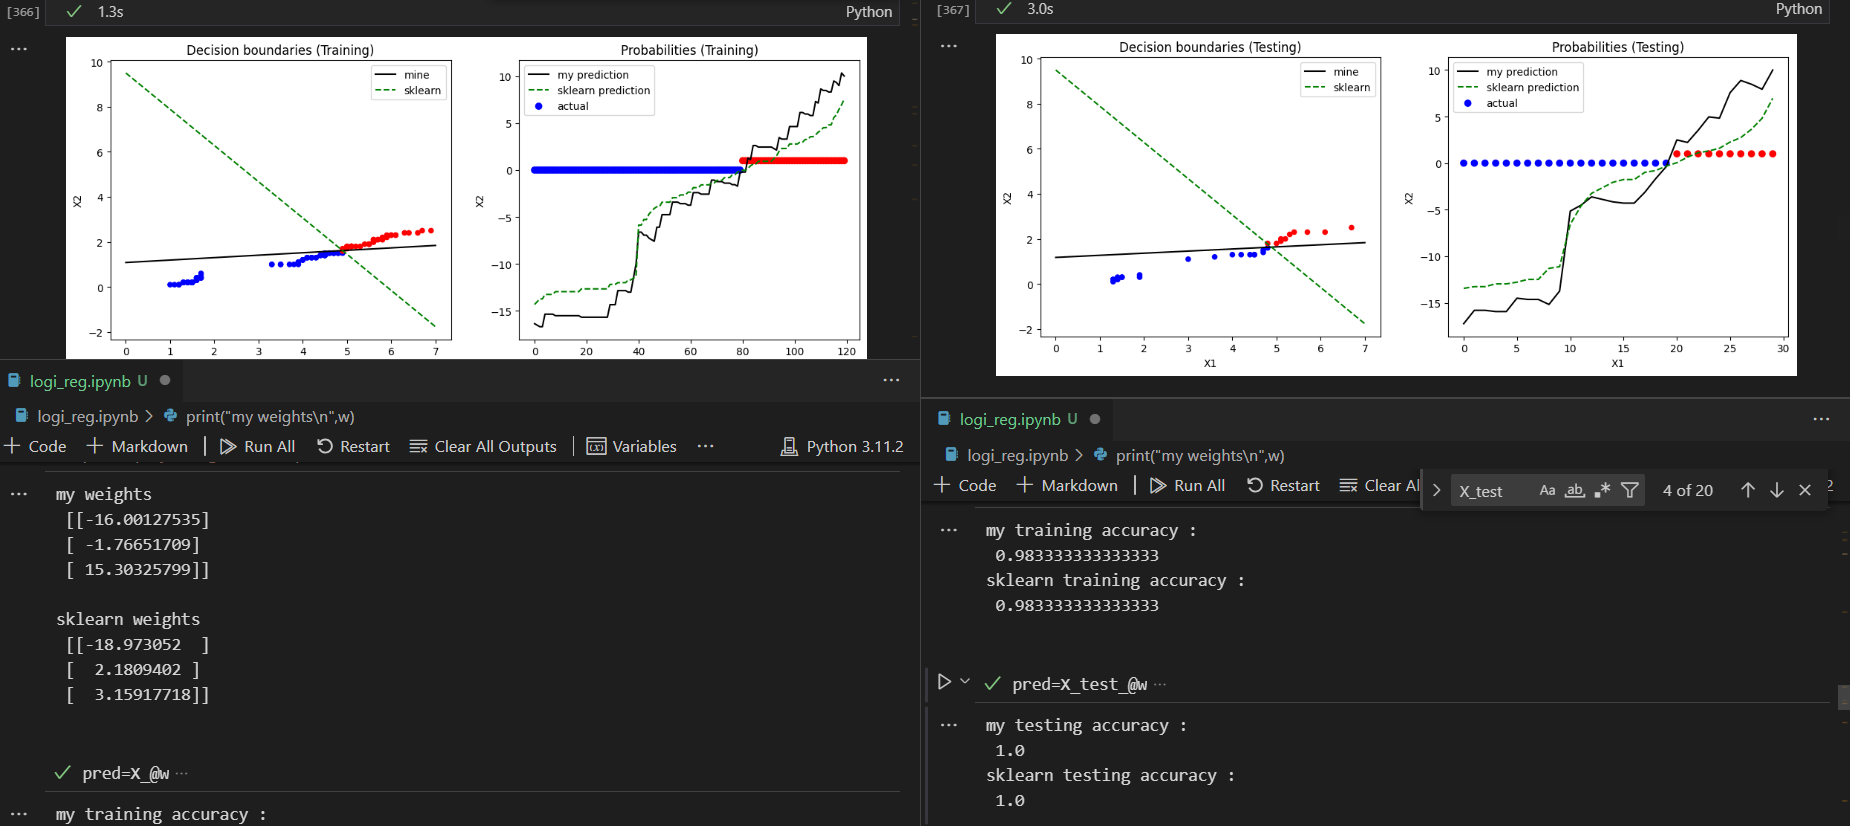 [366] ✓ 1.3s Python
Decision boundaries (Training)
mine
sklearn
10
8
6
4
2
0
−2
X2
0 1 2 3 4 5 6 7
Probabilities (Training)
my prediction
sklearn prediction
actual
10
5
0
−5
−10
−15
X2
0 20 40 60 80 100 120
logi_reg.ipynb U
logi_reg.ipynb > print("my weights\n",w)
+ Code + Markdown Run All Restart Clear All Outputs Variables ··· Python 3.11.2
my weights
[[-16.00127535]
[ -1.76651709]
[ 15.30325799]]
sklearn weights
[[-18.973052  ]
[  2.1809402 ]
[  3.15917718]]
pred=X_@w ···
my training accuracy :
[367] ✓ 3.0s Python
Decision boundaries (Testing)
mine
sklearn
10
8
6
4
2
0
−2
X2
0 1 2 3 4 5 6 7
X1
Probabilities (Testing)
my prediction
sklearn prediction
actual
10
5
0
−5
−10
−15
X2
0 5 10 15 20 25 30
X1
logi_reg.ipynb U
logi_reg.ipynb > print("my weights\n",w)
+ Code + Markdown Run All Restart Clear Al
X_test Aa ab .* 4 of 20
2
my training accuracy :
0.983333333333333
sklearn training accuracy :
0.983333333333333
pred=X_test_@w ···
my testing accuracy :
1.0
sklearn testing accuracy :
1.0